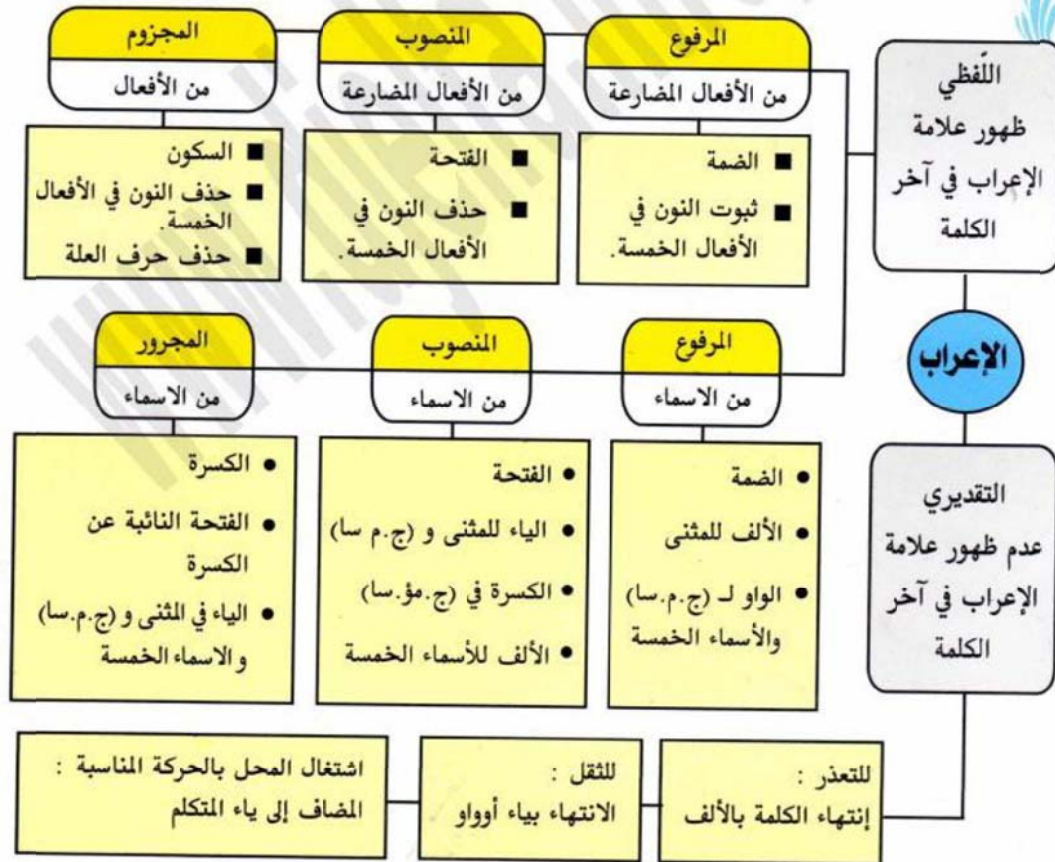 المرفوع
من الأفعال المضارعة
■ الضمة
■ ثبوت النون في
الأفعال الخمسة.
المنصوب
من الأفعال المضارعة
■ الفتحة
■ حذف النون في
الأفعال الخمسة.
المجزوم
من الأفعال
■ السكون
■ حذف النون في الأفعال
الخمسة.
■ حذف حرف العلة
اللّفظي
ظهور علامة
الإعراب في آخر
الكلمة
الإعراب
المرفوع
من الاسماء
● الضمة
● الألف للمثنى
● الواو لـ (ج.م.سا)
والأسماء الخمسة
المنصوب
من الاسماء
● الفتحة
● الياء للمثنى و (ج.م سا)
● الكسرة في (ج.مؤ.سا)
● الألف للأسماء الخمسة
المجرور
من الاسماء
● الكسرة
● الفتحة النائبة عن
الكسرة
● الياء في المثنى و (ج.م.سا)
و الاسماء الخمسة
التقديري
عدم ظهور علامة
الإعراب في آخر
الكلمة
للتعذر :
إنتهاء الكلمة بالألف
للثقل :
الانتهاء بياء أوواو
اشتغال المحل بالحركة المناسبة :
المضاف إلى ياء المتكلم